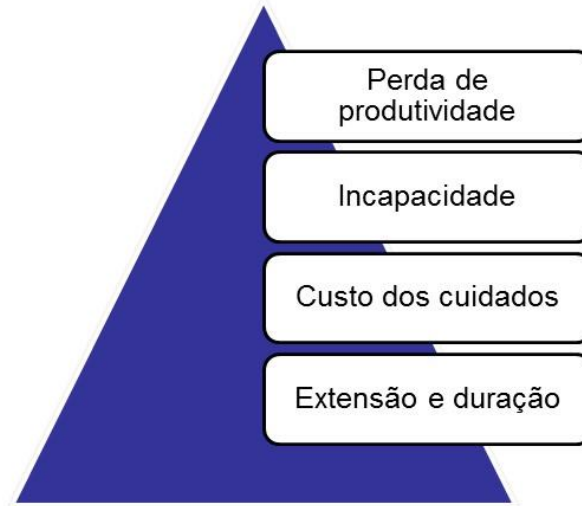 Perda de
produtividade
Incapacidade
Custo dos cuidados
Extensão e duração